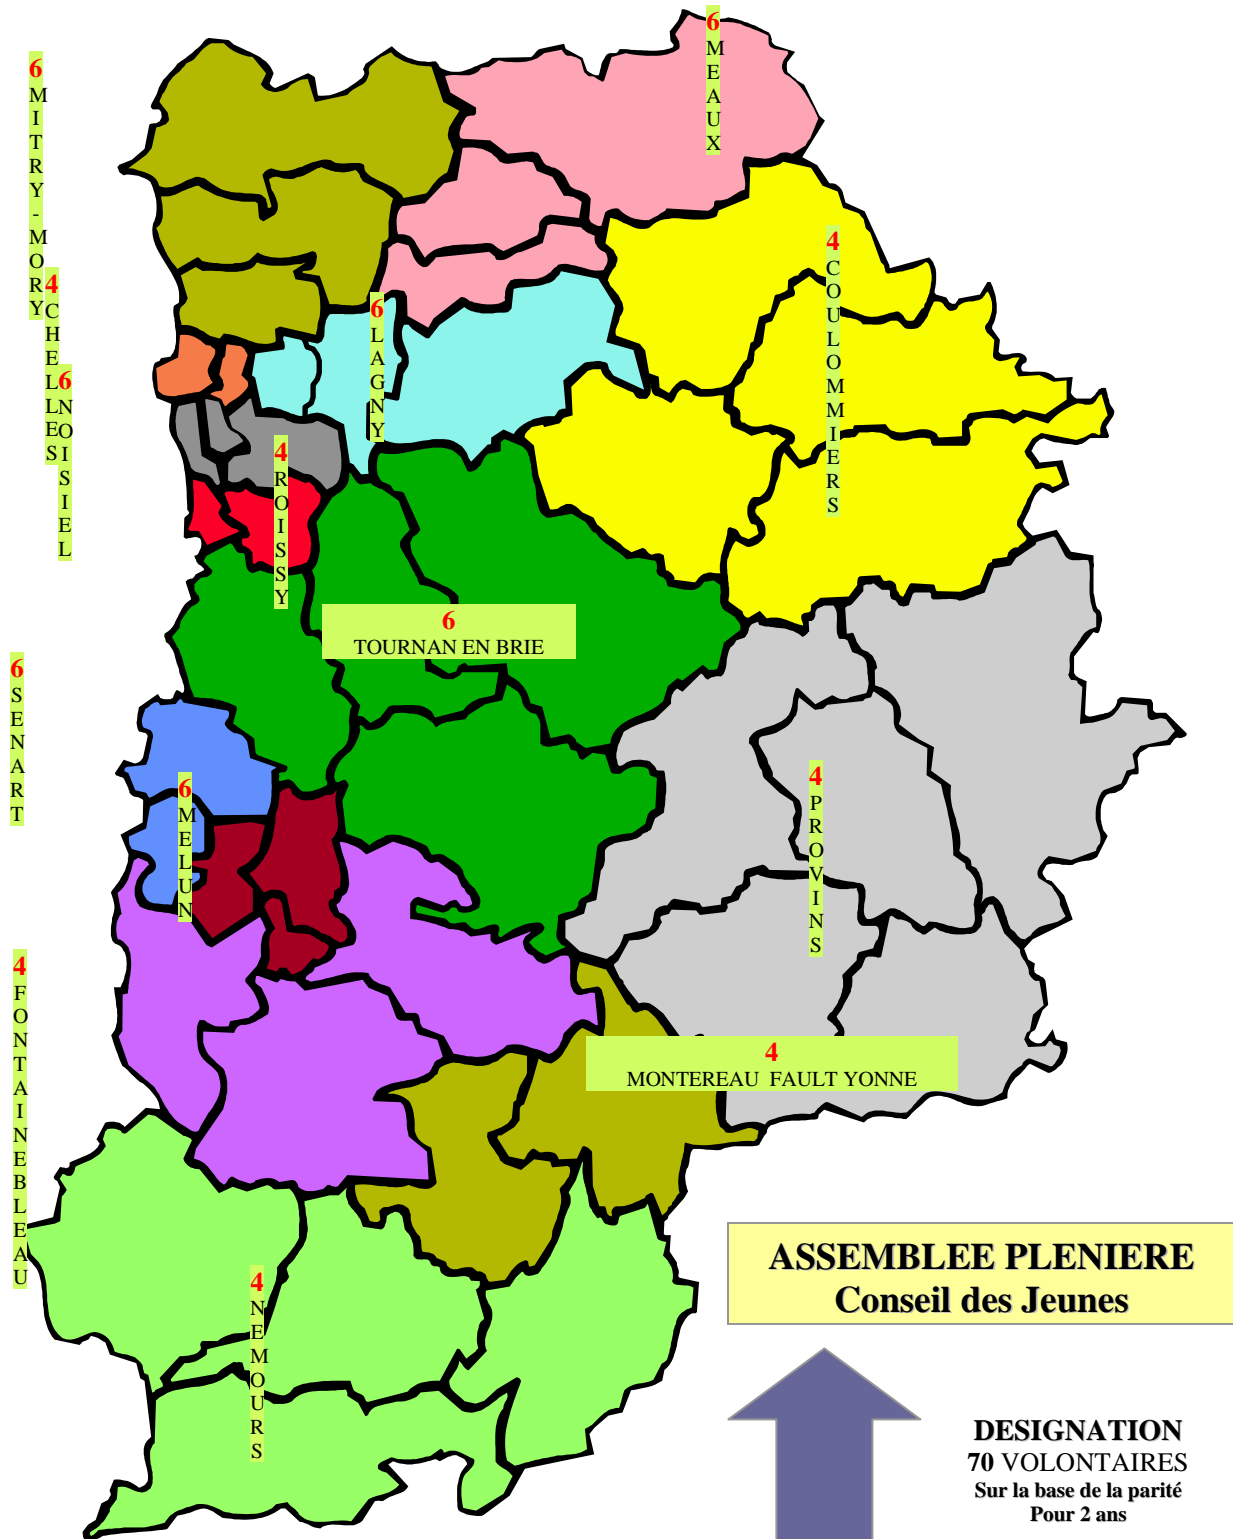 6
MEAUX
6
MITRY-MORY
4
COULOMMIERS
4
CHELLES
6
LAGNY
6
NOISIEL
4
ROISSY
6
TOURNAN EN BRIE
6
SENART
4
PROVINS
6
MELUN
4
FONTAINEBLEAU
4
MONTEREAU FAULT YONNE
ASSEMBLEE PLENIERE
Conseil des Jeunes
4
NEMOURS
DESIGNATION
70 VOLONTAIRES
Sur la base de la parité
Pour 2 ans